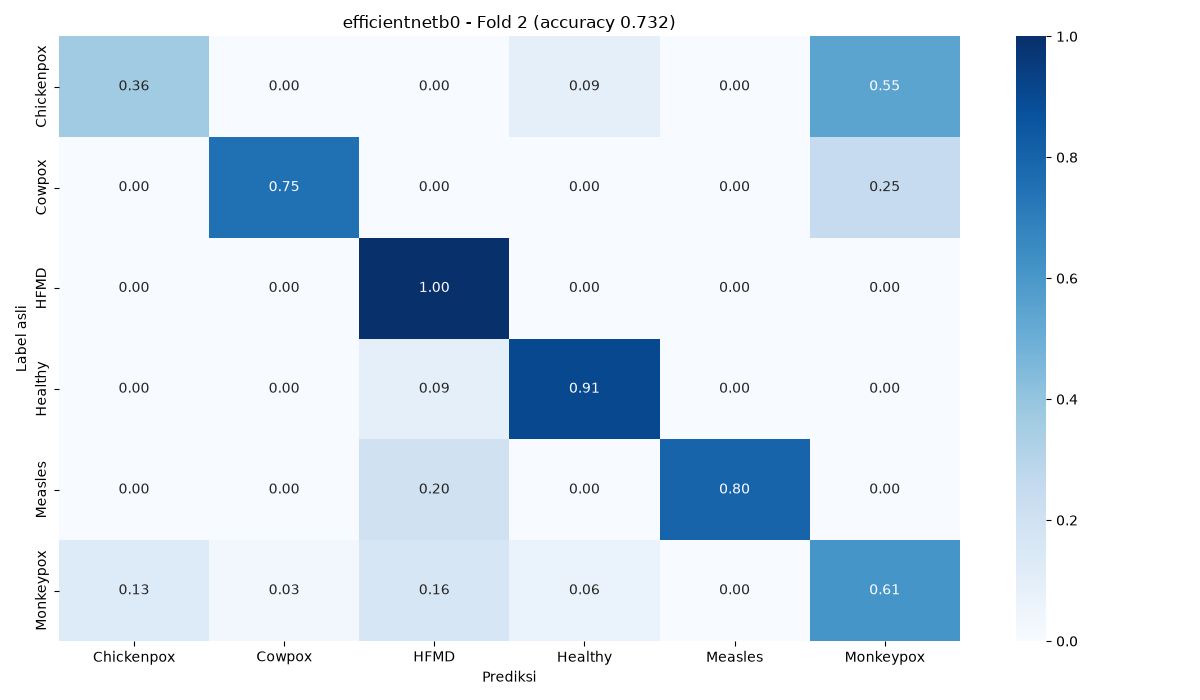 efficientnetb0 - Fold 2 (accuracy 0.732)
Label asli
Chickenpox 0.36 0.00 0.00 0.09 0.00 0.55
Cowpox 0.00 0.75 0.00 0.00 0.00 0.25
HFMD 0.00 0.00 1.00 0.00 0.00 0.00
Healthy 0.00 0.00 0.09 0.91 0.00 0.00
Measles 0.00 0.00 0.20 0.00 0.80 0.00
Monkeypox 0.13 0.03 0.16 0.06 0.00 0.61
Chickenpox Cowpox HFMD Healthy Measles Monkeypox
Prediksi
1.0
0.8
0.6
0.4
0.2
0.0